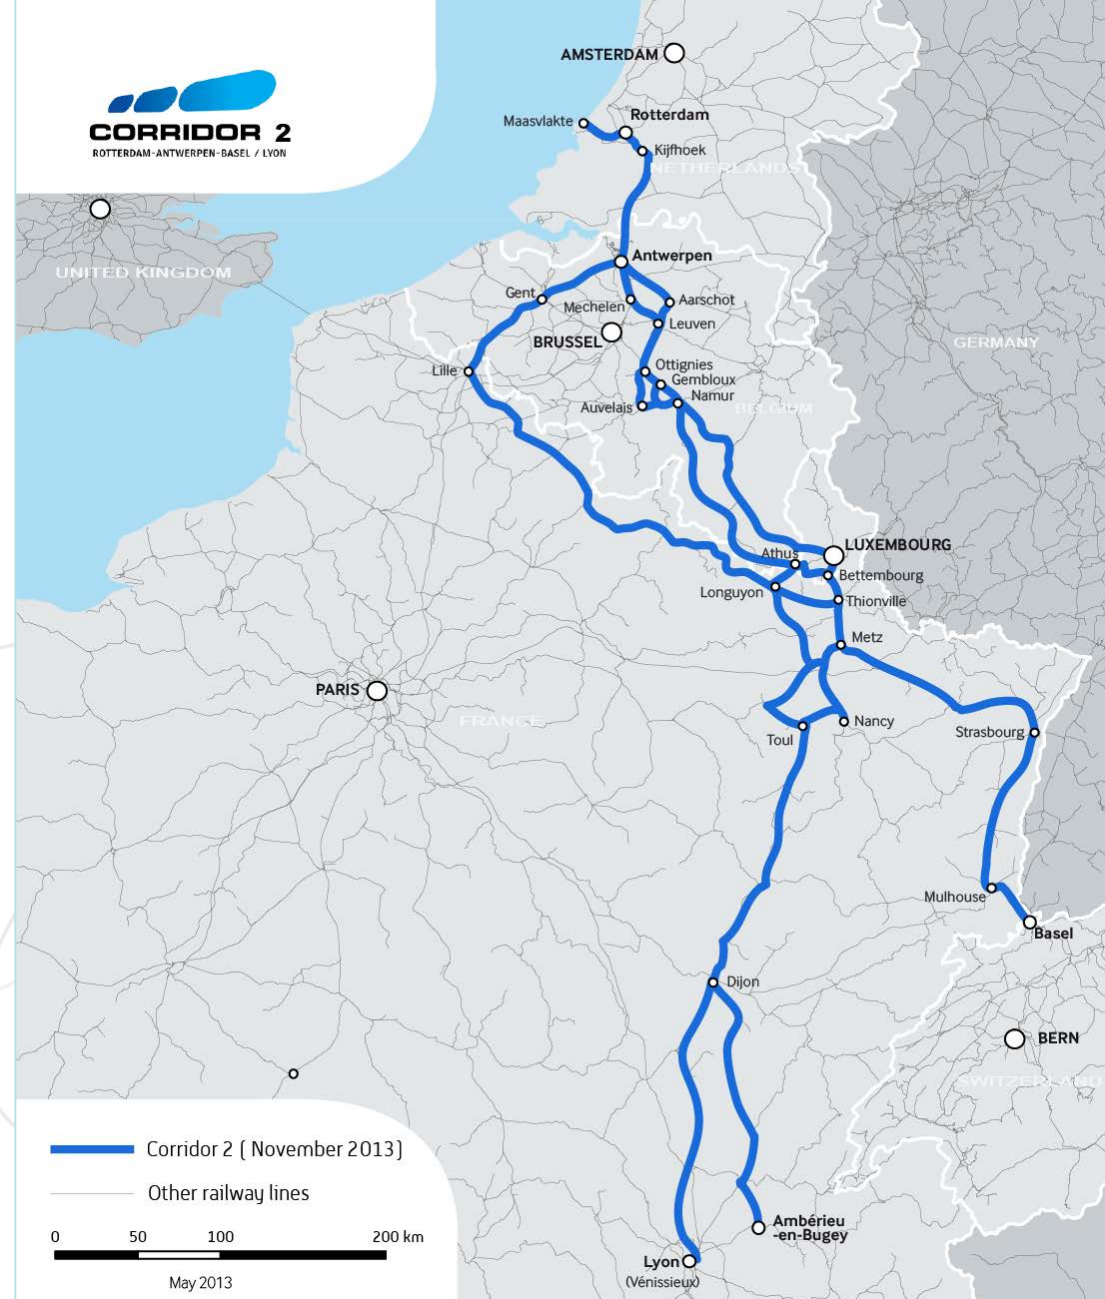 CORRIDOR 2
ROTTERDAM-ANTWERPEN-BASEL / LYON
AMSTERDAM
Maasvlakte
Rotterdam
Kijfhoek
NETHERLANDS
UNITED KINGDOM
Antwerpen
Gent
Mechelen
Aarschot
Leuven
BRUSSEL
GERMANY
Lille
Ottignies
Gembloux
Namur
Auvelais
BELGIUM
LUXEMBOURG
Athus
Bettembourg
Longuyon
Thionville
Metz
PARIS
FRANCE
Nancy
Toul
Strasbourg
Mulhouse
Basel
Dijon
BERN
SWITZERLAND
Corridor 2 ( November 2013)
Other railway lines
0 50 100 200 km
May 2013
Ambérieu
-en-Bugey
Lyon
(Vénissieux)